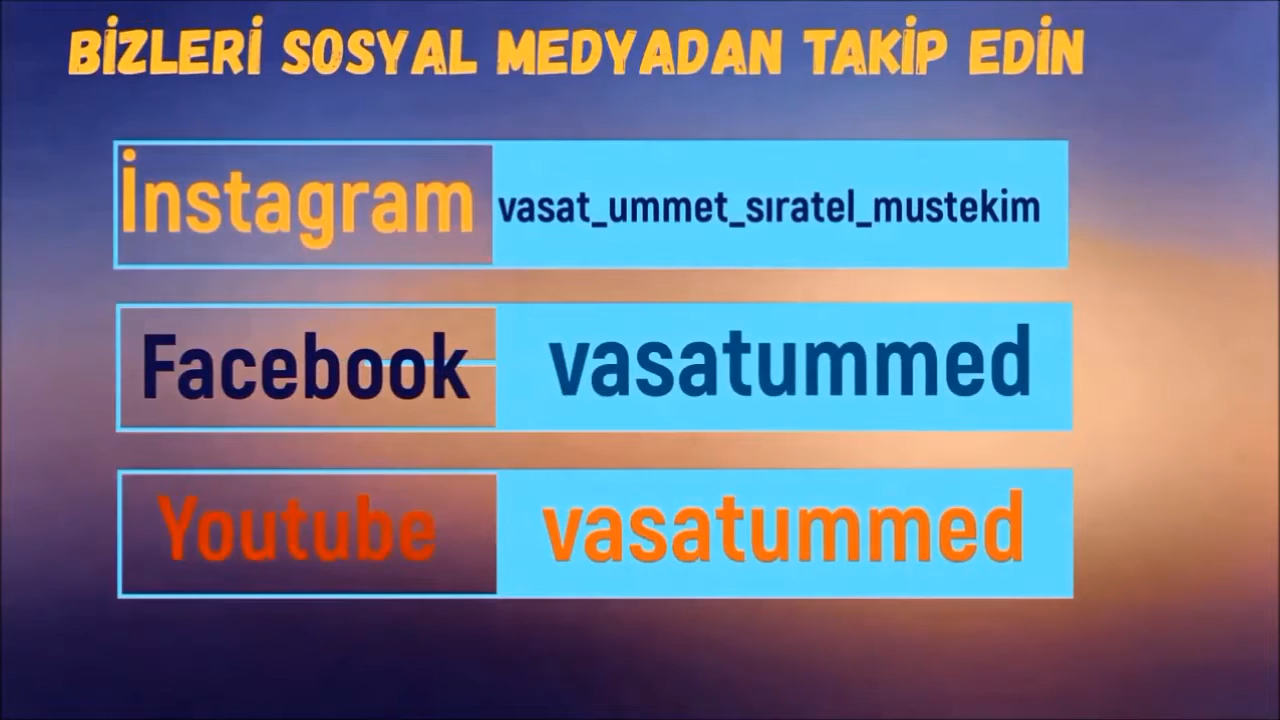 BİZLERİ SOSYAL MEDYADAN TAKİP EDİN
İnstagram vasat_ummet_sıratel_mustekim
Facebook vasatummed
Youtube vasatummed